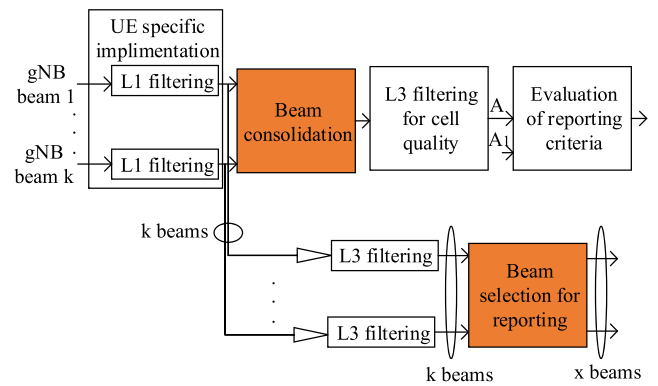 UE specific
implimentation
gNB
beam 1
L1 filtering
gNB
beam k
L1 filtering
Beam
consolidation
L3 filtering
for cell
quality
A
A1
Evaluation
of reporting
criteria
k beams
L3 filtering
L3 filtering
Beam
selection for
reporting
k beams
x beams